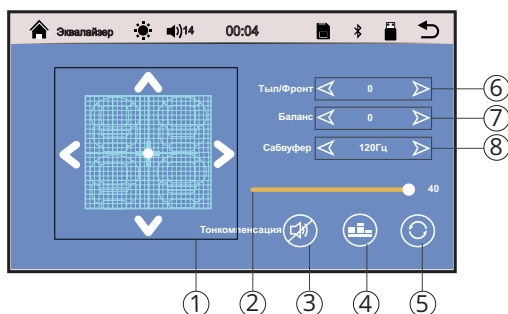 Эквалайзер 14 00:04
Тыл/Фронт 0 6
Баланс 0 7
Сабвуфер 120Гц 8
40
Тонкомпенсация
1 2 3 4 5